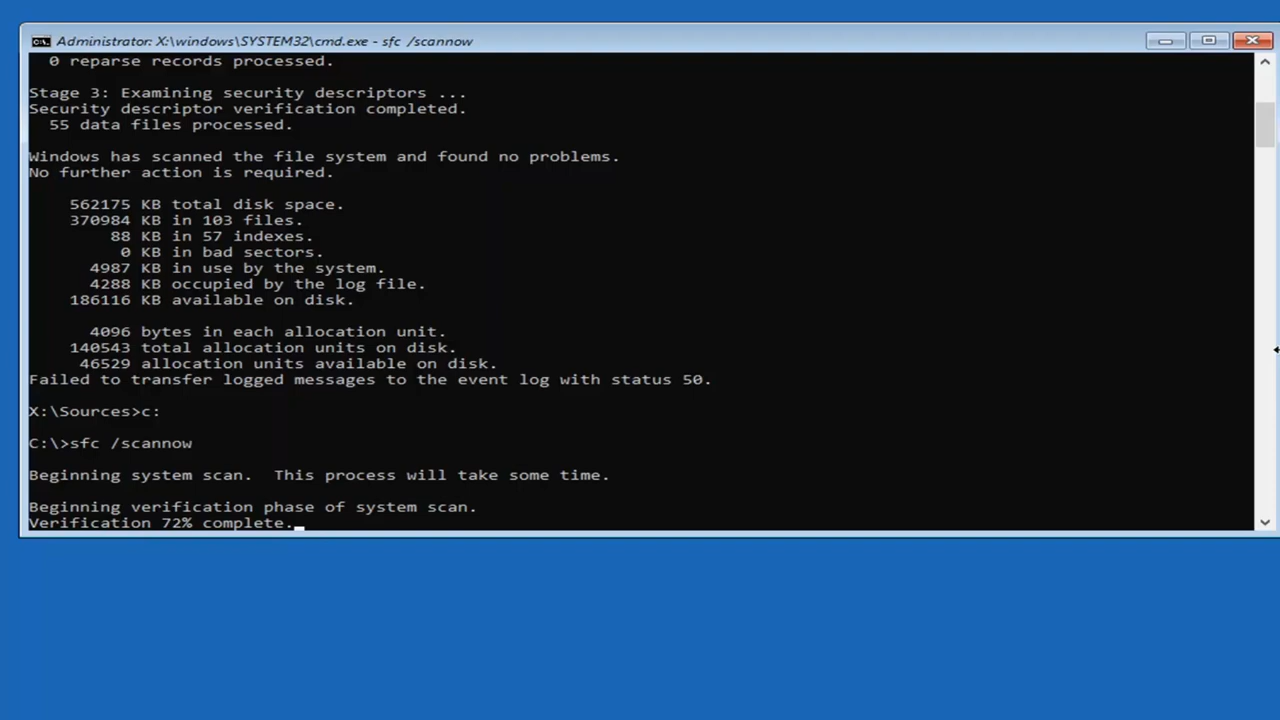 Administrator: X:\windows\SYSTEM32\cmd.exe - sfc /scannow
0 reparse records processed.
Stage 3: Examining security descriptors ...
Security descriptor verification completed.
55 data files processed.
Windows has scanned the file system and found no problems.
No further action is required.
562175 KB total disk space.
370984 KB in 103 files.
88 KB in 57 indexes.
0 KB in bad sectors.
4987 KB in use by the system.
4288 KB occupied by the log file.
186116 KB available on disk.
4096 bytes in each allocation unit.
140543 total allocation units on disk.
46529 allocation units available on disk.
Failed to transfer logged messages to the event log with status 50.
X:\Sources>c:
C:\>sfc /scannow
Beginning system scan.  This process will take some time.
Beginning verification phase of system scan.
Verification 72% complete.